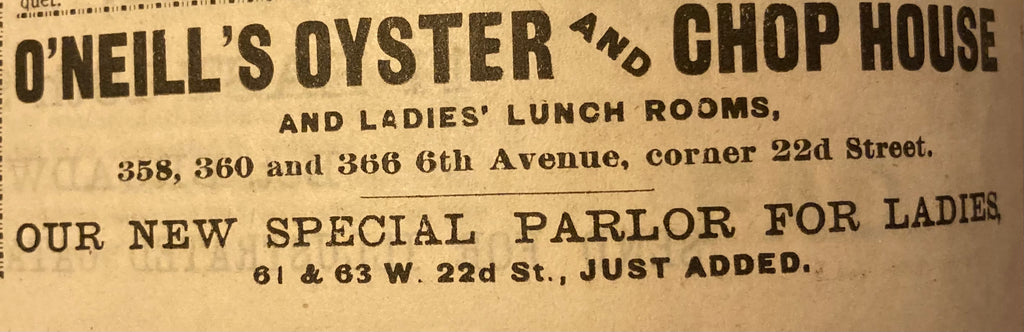 quet.
O'NEILL'S OYSTER AND CHOP HOUSE
AND LADIES' LUNCH ROOMS,
358, 360 and 366 6th Avenue, corner 22d Street.
OUR NEW SPECIAL PARLOR FOR LADIES,
61 & 63 W. 22d St., JUST ADDED.